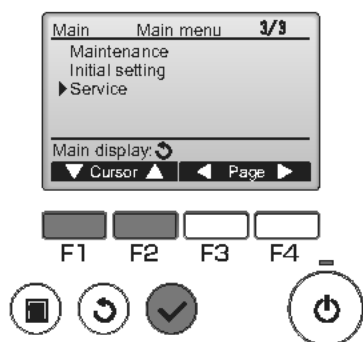 Main Main menu 3/3
Maintenance
Initial setting
▶Service
Main display:
▼ Cursor ▲ ◀ Page ▶
F1 F2 F3 F4